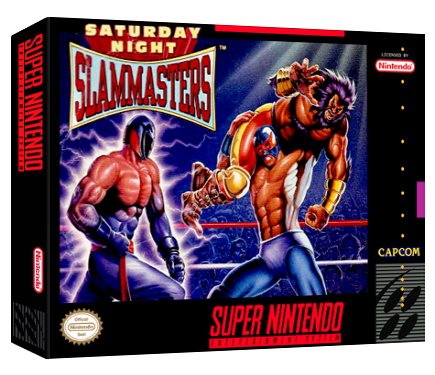 SATURDAY
NIGHT
SLAMMASTERS
TM
LICENSED BY
Nintendo
SUPER NINTENDO
ENTERTAINMENT SYSTEM
Nintendo
CAPCOM
Official
Nintendo
Seal
SUPER NINTENDO
ENTERTAINMENT SYSTEM